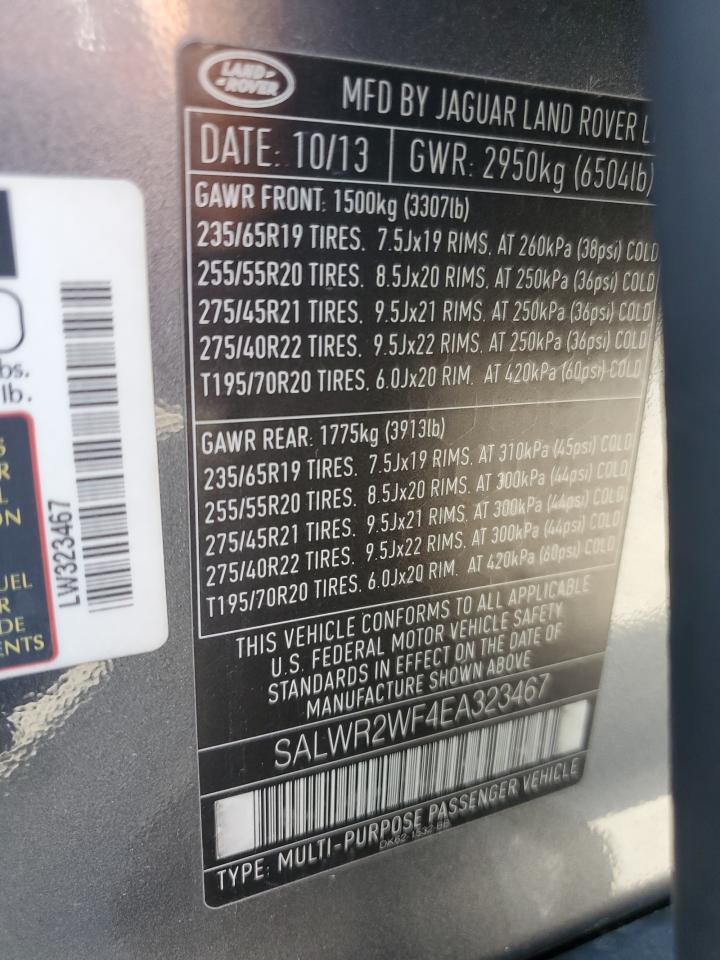 LAND
ROVER
MFD BY JAGUAR LAND ROVER
DATE: 10/13 GWR: 2950kg (6504lb)
GAWR FRONT: 1500kg (3307lb)
235/65R19 TIRES. 7.5Jx19 RIMS. AT 260kPa (38psi) COLD
255/55R20 TIRES. 8.5Jx20 RIMS. AT 250kPa (36psi) COLD
275/45R21 TIRES. 9.5Jx21 RIMS. AT 250kPa (36psi) COLD
275/40R22 TIRES. 9.5Jx22 RIMS. AT 250kPa (36psi) COLD
T195/70R20 TIRES. 6.0Jx20 RIM. AT 420kPa (60psi) COLD
GAWR REAR: 1775kg (3913lb)
235/65R19 TIRES. 7.5Jx19 RIMS. AT 310kPa (45psi) COLD
255/55R20 TIRES. 8.5Jx20 RIMS. AT 300kPa (44psi) COLD
275/45R21 TIRES. 9.5Jx21 RIMS. AT 300kPa (44psi) COLD
275/40R22 TIRES. 9.5Jx22 RIMS. AT 300kPa (44psi) COLD
T195/70R20 TIRES. 6.0Jx20 RIM. AT 420kPa (60psi) COLD
THIS VEHICLE CONFORMS TO ALL APPLICABLE
U.S. FEDERAL MOTOR VEHICLE SAFETY
STANDARDS IN EFFECT ON THE DATE OF
MANUFACTURE SHOWN ABOVE
SALWR2WF4EA323467
TYPE: MULTI-PURPOSE PASSENGER VEHICLE
LW323467
bs.
lb.
UEL
DE
ENTS